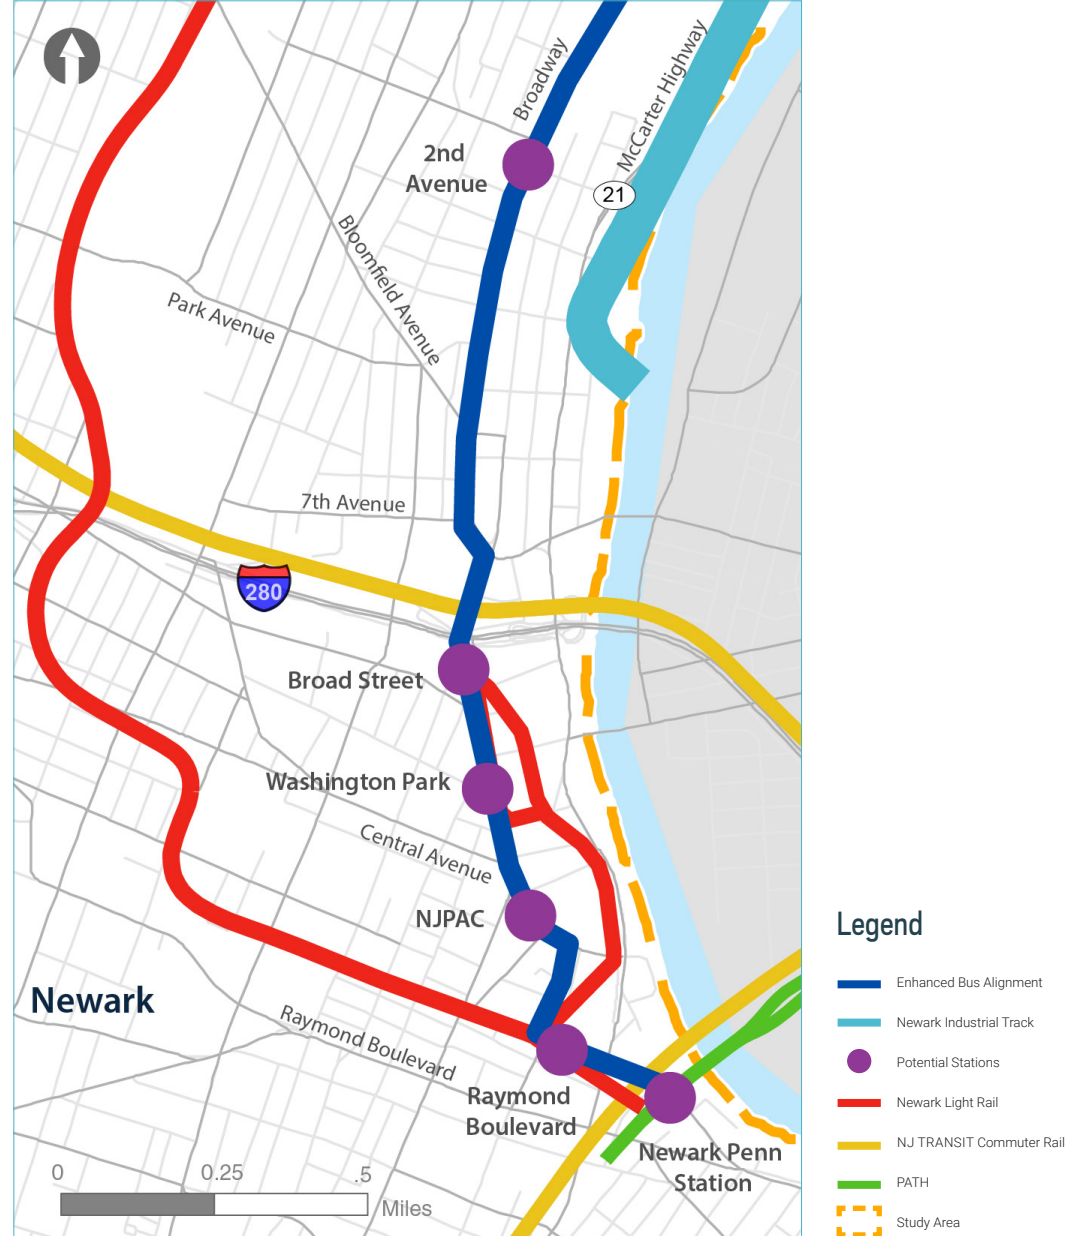 Broadway
McCarter Highway
2nd
Avenue
21
Bloomfield Avenue
Park Avenue
7th Avenue
280
Broad Street
Washington Park
Central Avenue
NJPAC
Newark
Raymond Boulevard
Raymond
Boulevard
Newark Penn
Station
0 0.25 .5
Miles
Legend
Enhanced Bus Alignment
Newark Industrial Track
Potential Stations
Newark Light Rail
NJ TRANSIT Commuter Rail
PATH
Study Area